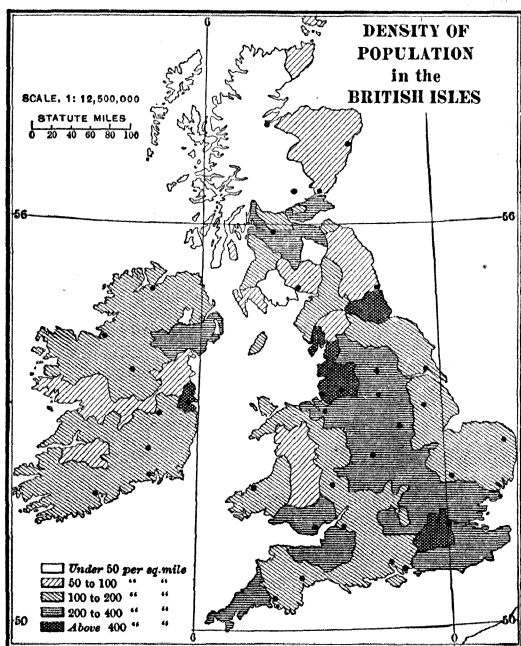 6
DENSITY OF
POPULATION
in the
BRITISH ISLES
SCALE, 1: 12,500,000
STATUTE MILES
0 20 40 60 80 100
56
56
Under 50 per sq. mile
50 to 100 “ “
100 to 200 “ “
200 to 400 “ “
Above 400 “ “
50
50
6
0